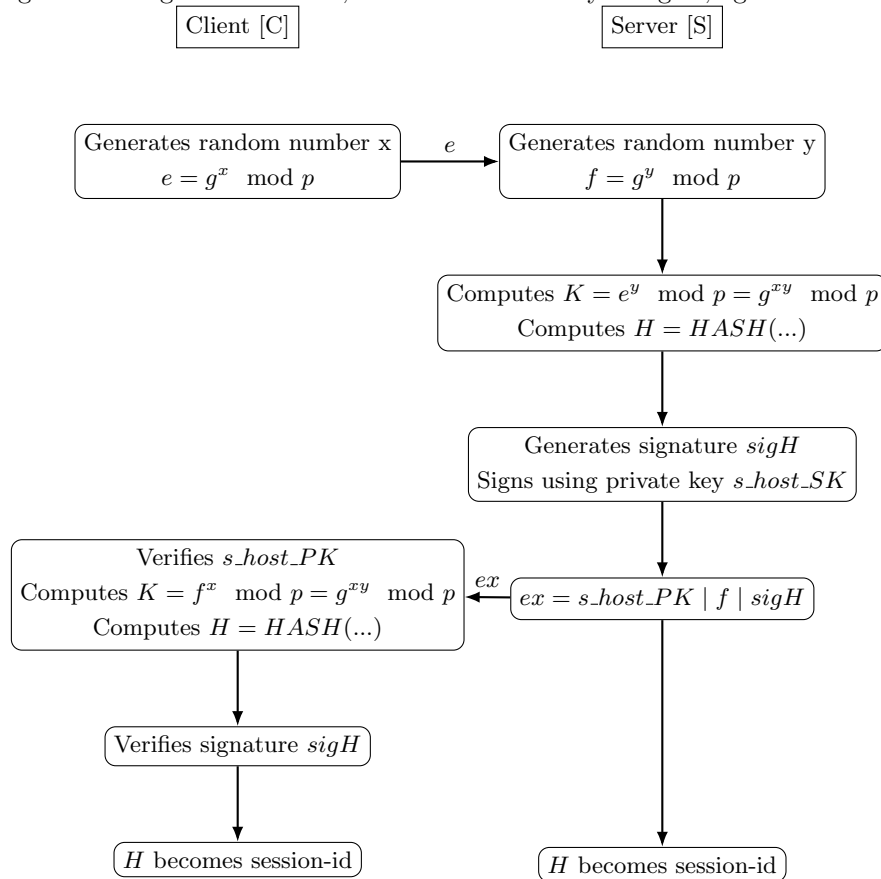 Client [C]
Server [S]
Generates random number x
e = g^x mod p
e
Generates random number y
f = g^y mod p
Computes K = e^y mod p = g^{xy} mod p
Computes H = HASH(...)
Generates signature sigH
Signs using private key s_host_SK
Verifies s_host_PK
Computes K = f^x mod p = g^{xy} mod p
Computes H = HASH(...)
ex
ex = s_host_PK | f | sigH
Verifies signature sigH
H becomes session-id
H becomes session-id